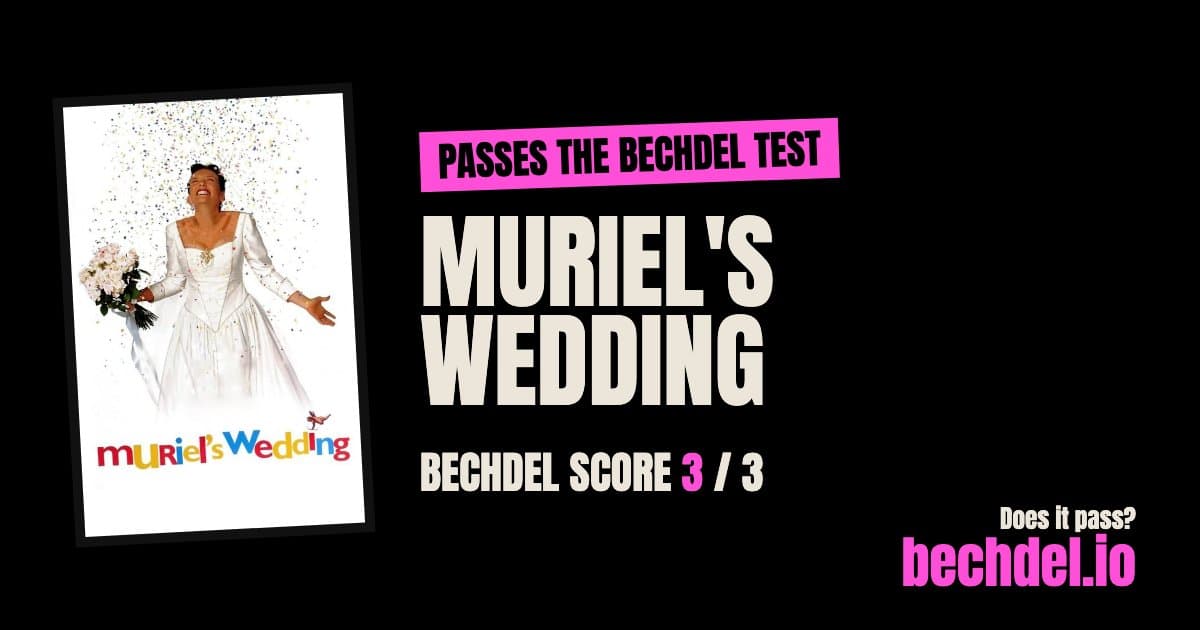 PASSES THE BECHDEL TEST
MURIEL'S
WEDDING
BECHDEL SCORE 3 / 3
muRiel's Wedding
Does it pass?
bechdel.io